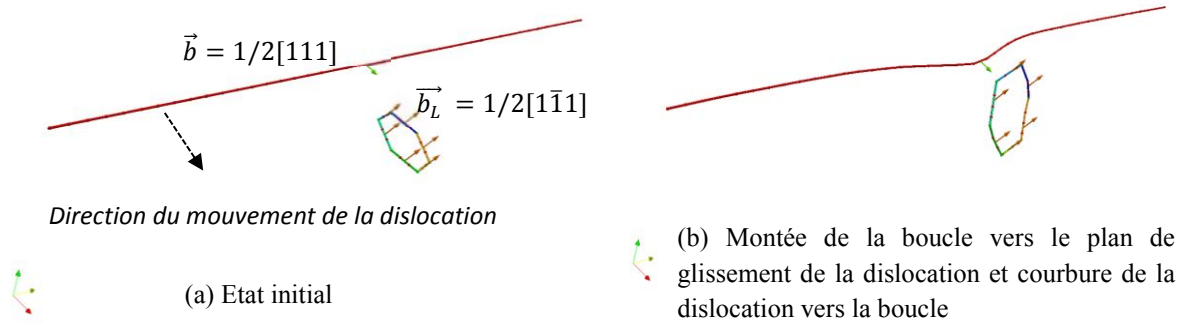 b⃗ = 1/2[111]
b_L⃗ = 1/2[11̄1]
Direction du mouvement de la dislocation
(a) Etat initial
(b) Montée de la boucle vers le plan de
glissement de la dislocation et courbure de la
dislocation vers la boucle